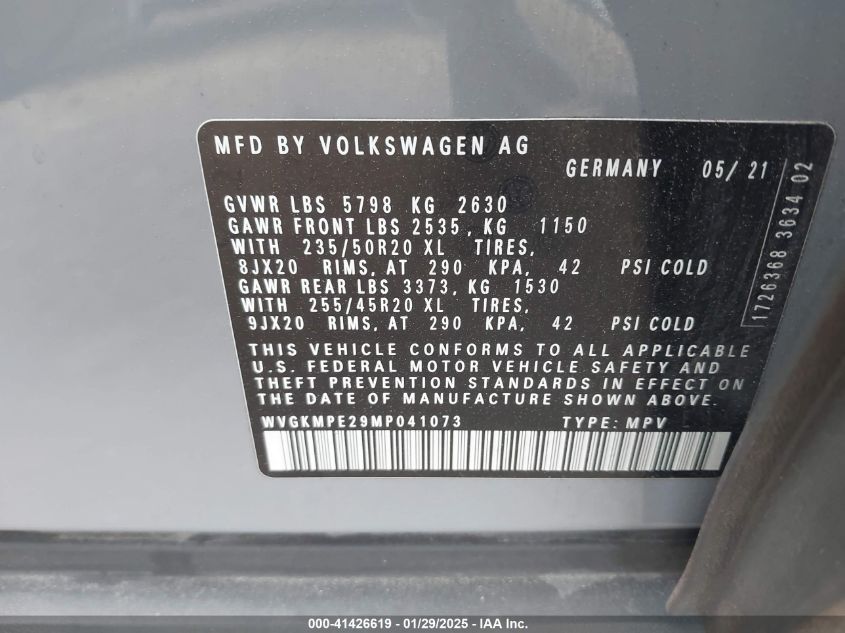 MFD BY VOLKSWAGEN AG
GERMANY 05/ 21
GVWR LBS 5798 KG 2630
GAWR FRONT LBS 2535, KG 1150
WITH 235/50R20 XL TIRES,
8JX20 RIMS, AT 290 KPA, 42 PSI COLD
GAWR REAR LBS 3373, KG 1530
WITH 255/45R20 XL TIRES,
9JX20 RIMS, AT 290 KPA, 42 PSI COLD
THIS VEHICLE CONFORMS TO ALL APPLICABLE
U.S. FEDERAL MOTOR VEHICLE SAFETY AND
THEFT PREVENTION STANDARDS IN EFFECT ON
THE DATE OF MANUFACTURE SHOWN ABOVE.
WVGKMPE29MP041073 TYPE: MPV
1726368 3634 02
000-41426619 - 01/29/2025 - IAA Inc.